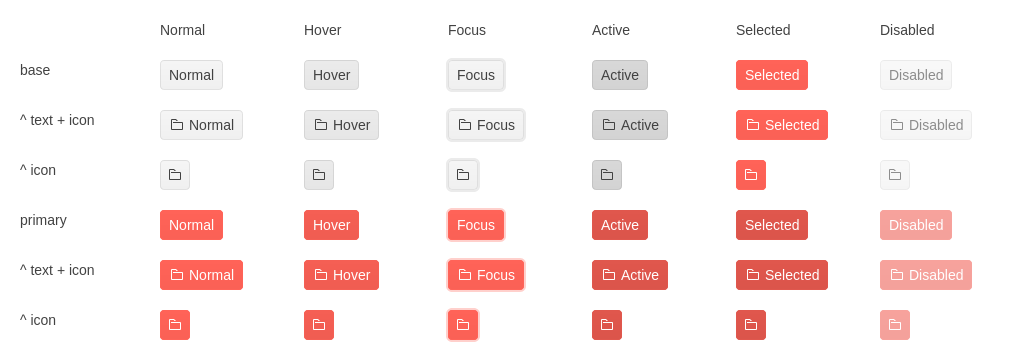 Normal Hover Focus Active Selected Disabled
base Normal Hover Focus Active Selected Disabled
^ text + icon Normal Hover Focus Active Selected Disabled
^ icon
primary Normal Hover Focus Active Selected Disabled
^ text + icon Normal Hover Focus Active Selected Disabled
^ icon